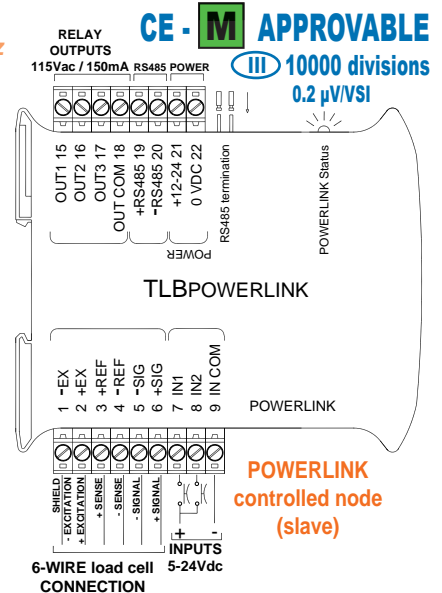 CE - M APPROVABLE
III 10000 divisions
0.2 µV/VSI
RELAY
OUTPUTS
115Vac / 150mA RS485 POWER
OUT1 15
OUT2 16
OUT3 17
OUT COM 18
+RS485 19
-RS485 20
+12-24 21
0 VDC 22
RS485 termination
POWERLINK Status
POWER
TLBPOWERLINK
1 -EX
2 +EX
3 +REF
4 -REF
5 -SIG
6 +SIG
7 IN1
8 IN2
9 IN COM
POWERLINK
SHIELD
- EXCITATION
+ EXCITATION
+ SENSE
- SENSE
- SIGNAL
+ SIGNAL
+ -
INPUTS
5-24Vdc
6-WIRE load cell
CONNECTION
POWERLINK
controlled node
(slave)